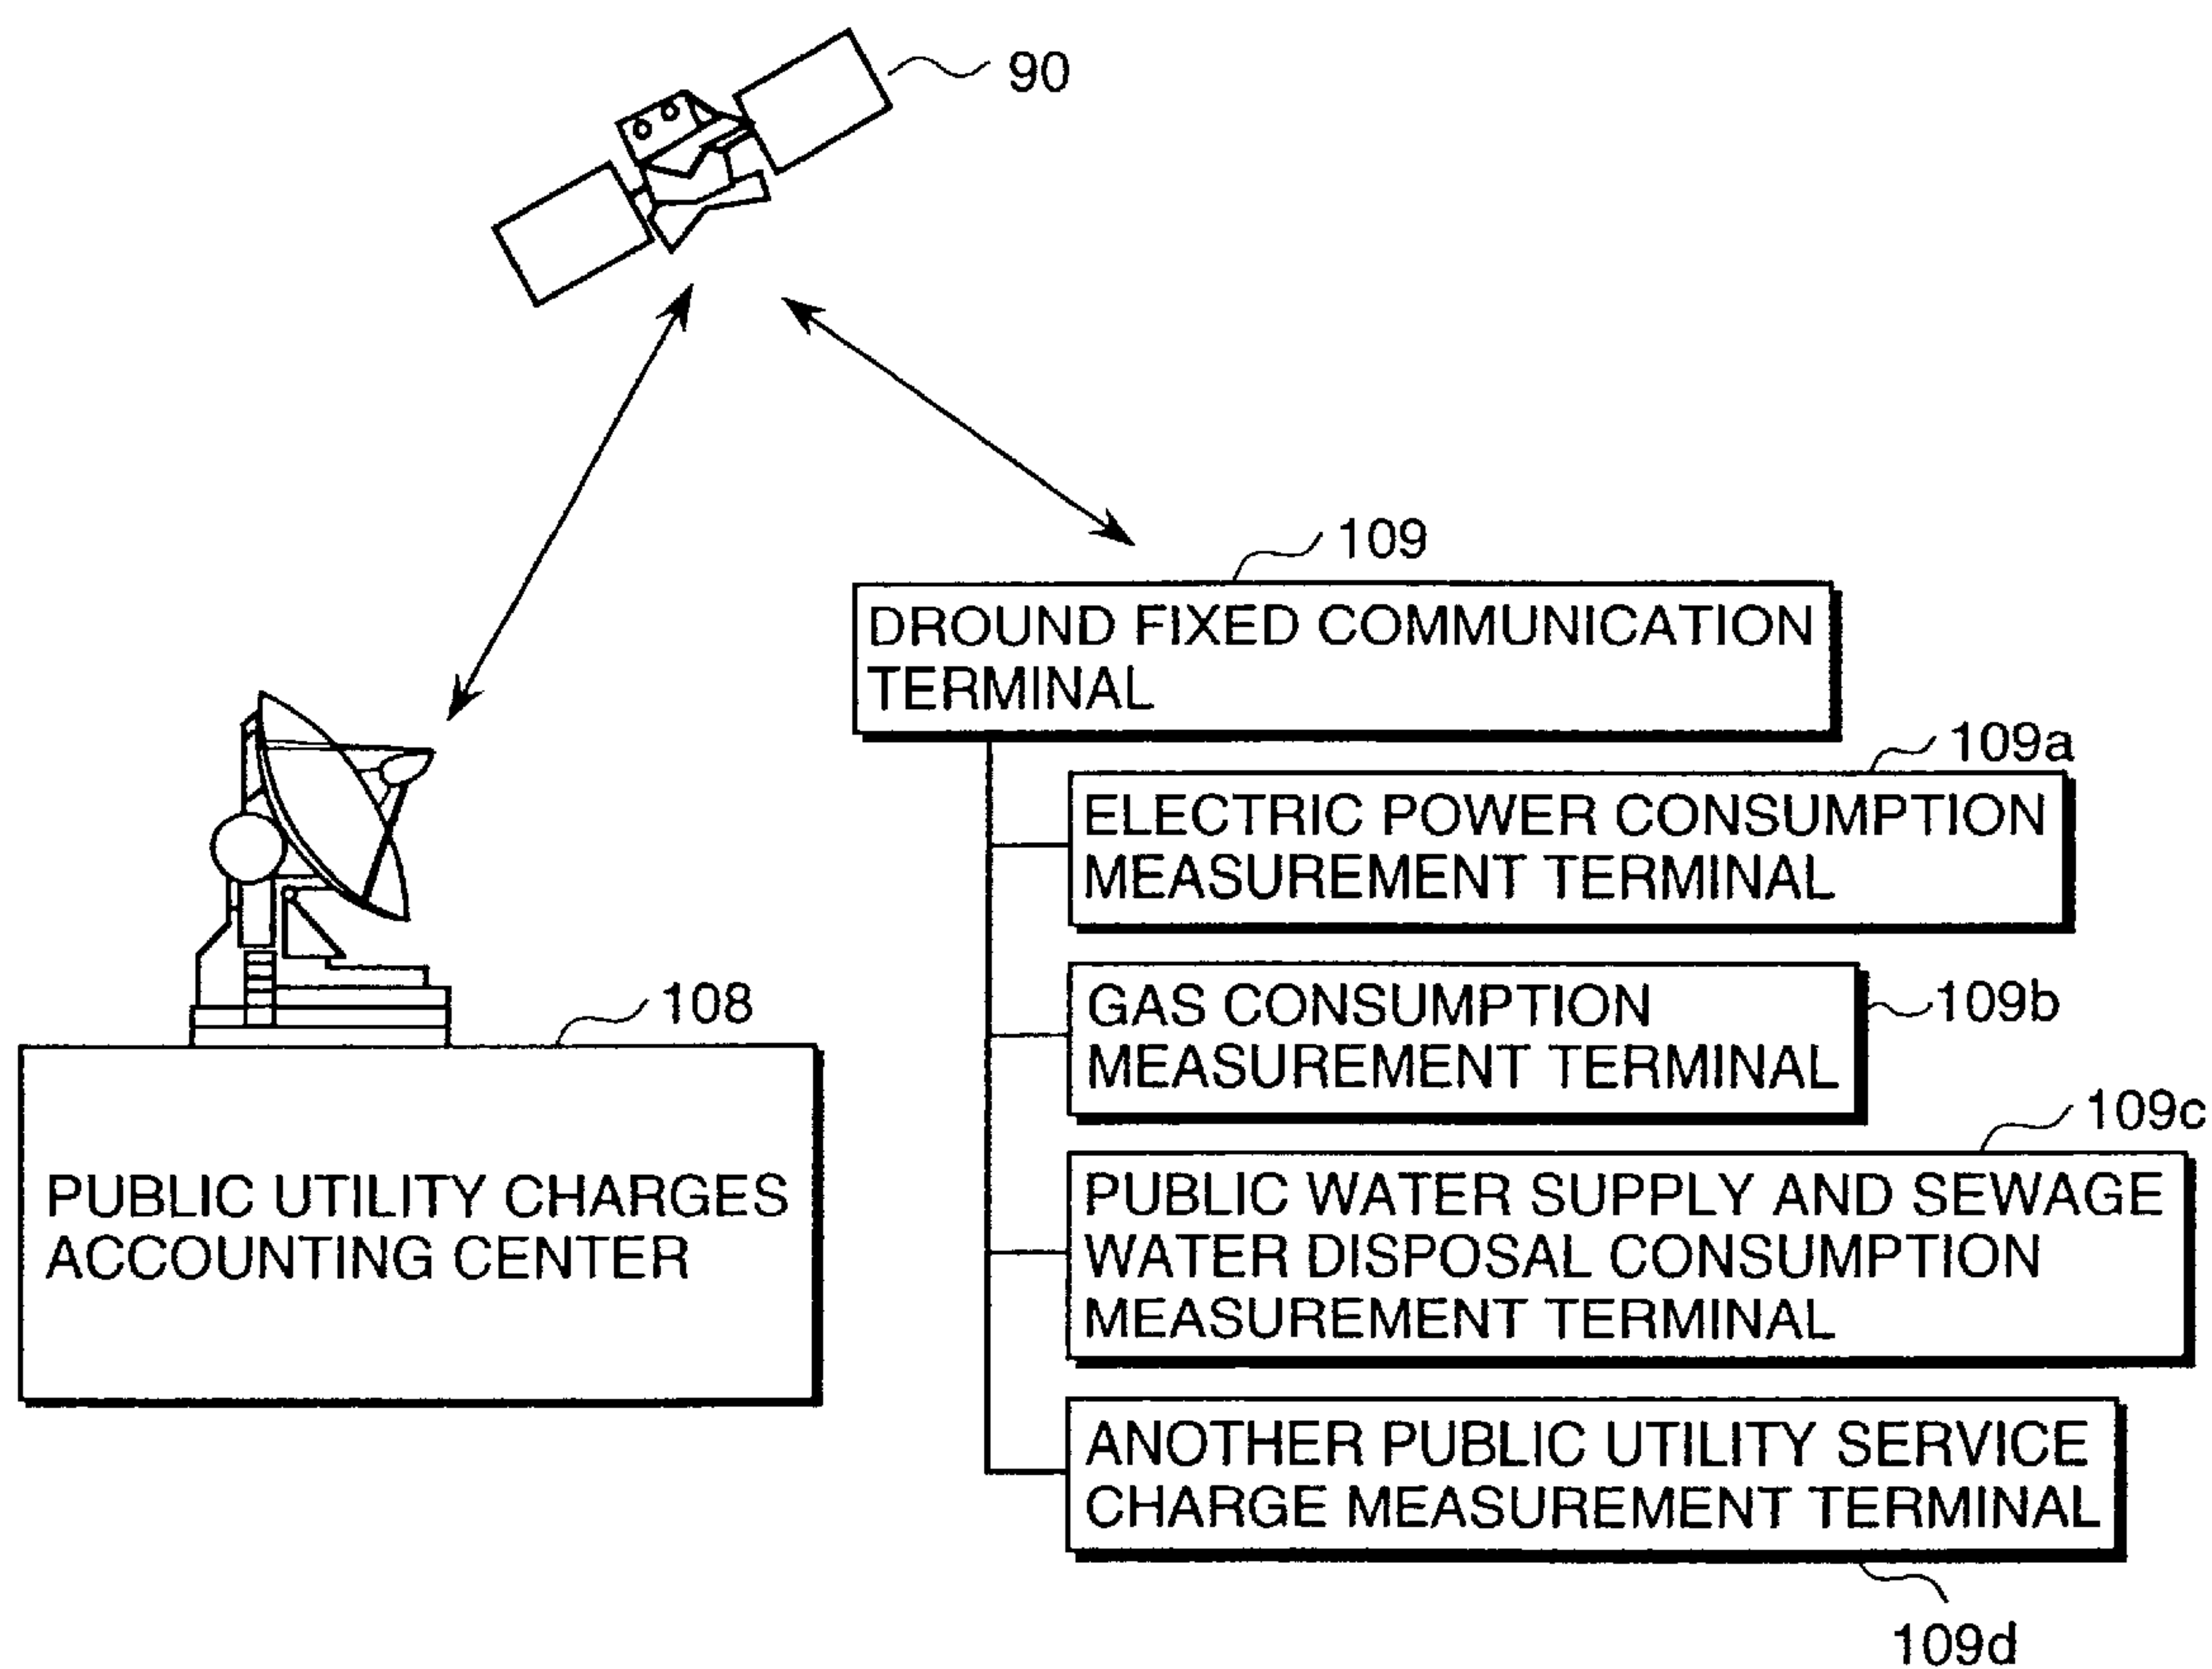 90
109
DROUND FIXED COMMUNICATION
TERMINAL
109a
ELECTRIC POWER CONSUMPTION
MEASUREMENT TERMINAL
GAS CONSUMPTION
MEASUREMENT TERMINAL
109b
109c
PUBLIC WATER SUPPLY AND SEWAGE
WATER DISPOSAL CONSUMPTION
MEASUREMENT TERMINAL
ANOTHER PUBLIC UTILITY SERVICE
CHARGE MEASUREMENT TERMINAL
109d
108
PUBLIC UTILITY CHARGES
ACCOUNTING CENTER